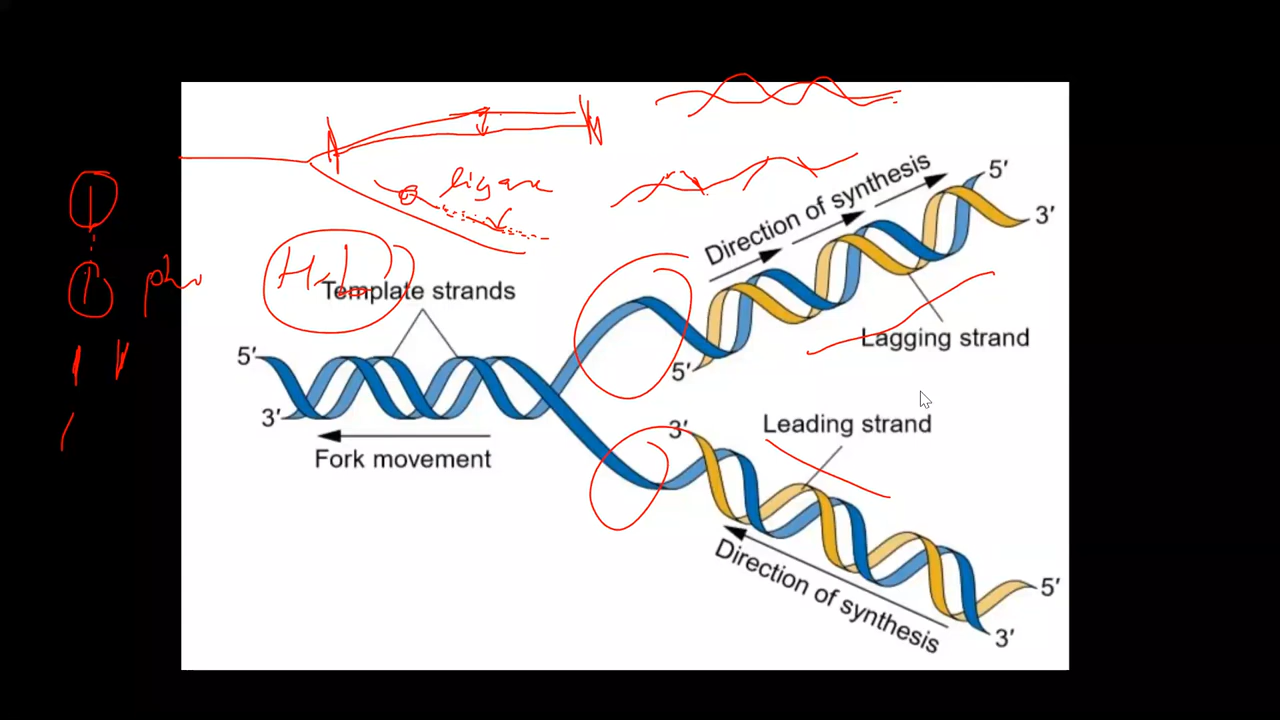 ligase
Direction of synthesis
5′
3′
Template strands
Lagging strand
5′
5′
3′
3′
Leading strand
Fork movement
Direction of synthesis
5′
3′